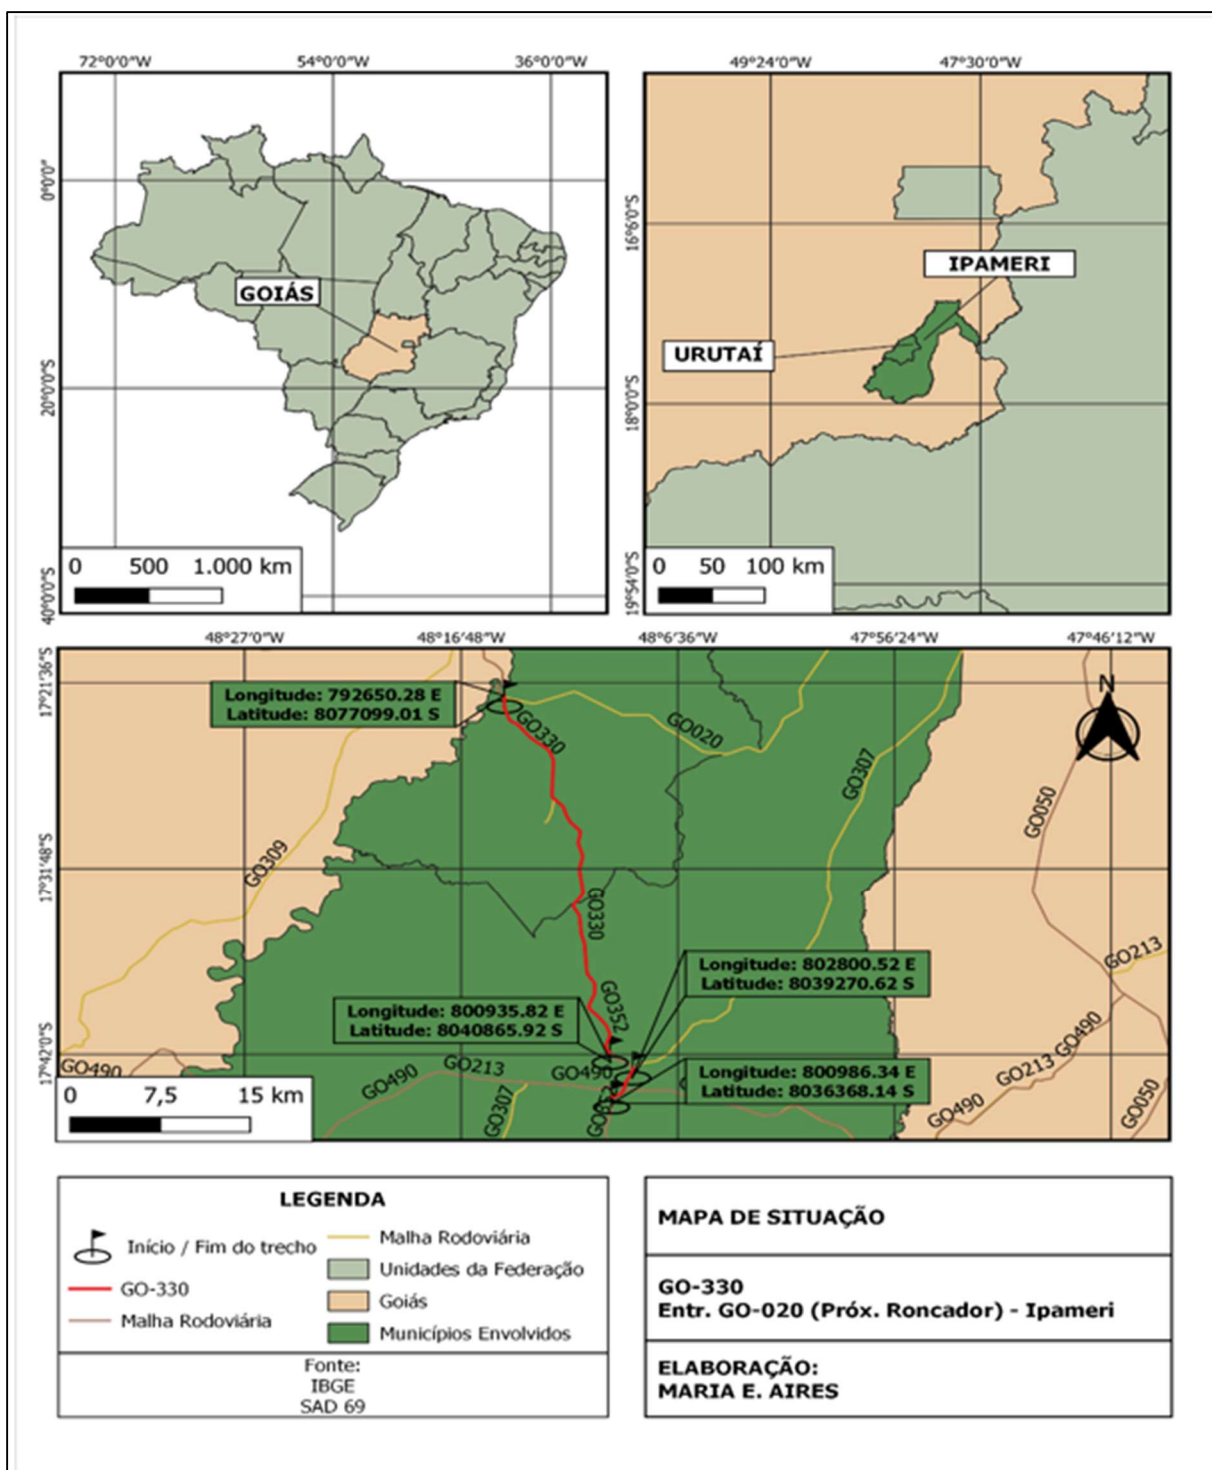 72°0'0"W 54°0'0"W 36°0'0"W
0°0'0"
20°0'0"S
40°0'0"S
GOIÁS
0 500 1.000 km
49°24'0"W 47°30'0"W
16°6'0"S
18°0'0"S
19°54'0"S
IPAMERI
URUTAÍ
0 50 100 km
48°27'0"W 48°16'48"W 48°6'36"W 47°56'24"W 47°46'12"W
17°21'36"S
17°31'48"S
17°42'0"S
Longitude: 792650.28 E
Latitude: 8077099.01 S
GO330
GO020
GO307
N
GO050
GO309
GO330
GO213
Longitude: 802800.52 E
Latitude: 8039270.62 S
GO352
Longitude: 800935.82 E
Latitude: 8040865.92 S
GO490
GO490
GO213
GO490
GO213
GO490
Longitude: 800986.34 E
Latitude: 8036368.14 S
GO307
GO490
GO050
0 7,5 15 km
LEGENDA
Início / Fim do trecho
GO-330
Malha Rodoviária
Malha Rodoviária
Unidades da Federação
Goiás
Municípios Envolvidos
Fonte:
IBGE
SAD 69
MAPA DE SITUAÇÃO
GO-330
Entr. GO-020 (Próx. Roncador) - Ipameri
ELABORAÇÃO:
MARIA E. AIRES